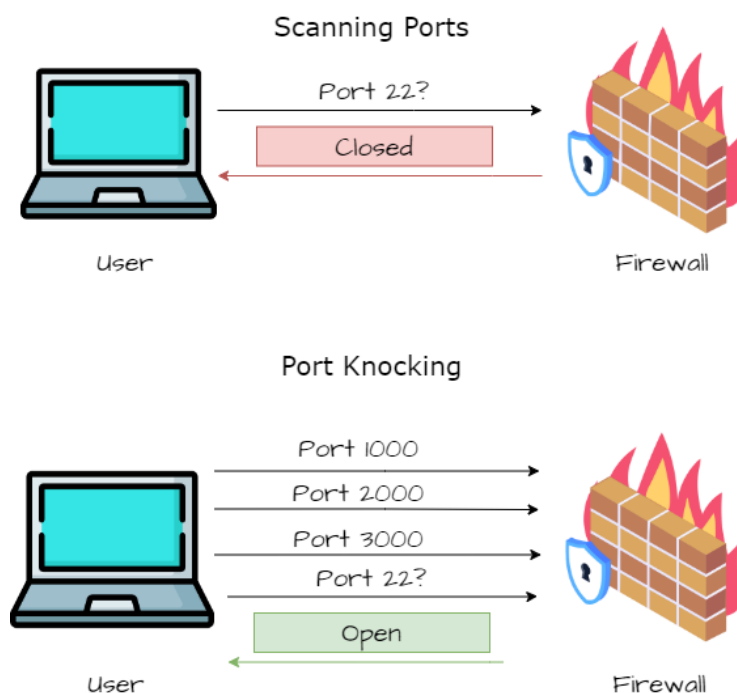 Scanning Ports
Port 22?
Closed
User
Firewall
Port Knocking
Port 1000
Port 2000
Port 3000
Port 22?
Open
User
Firewall